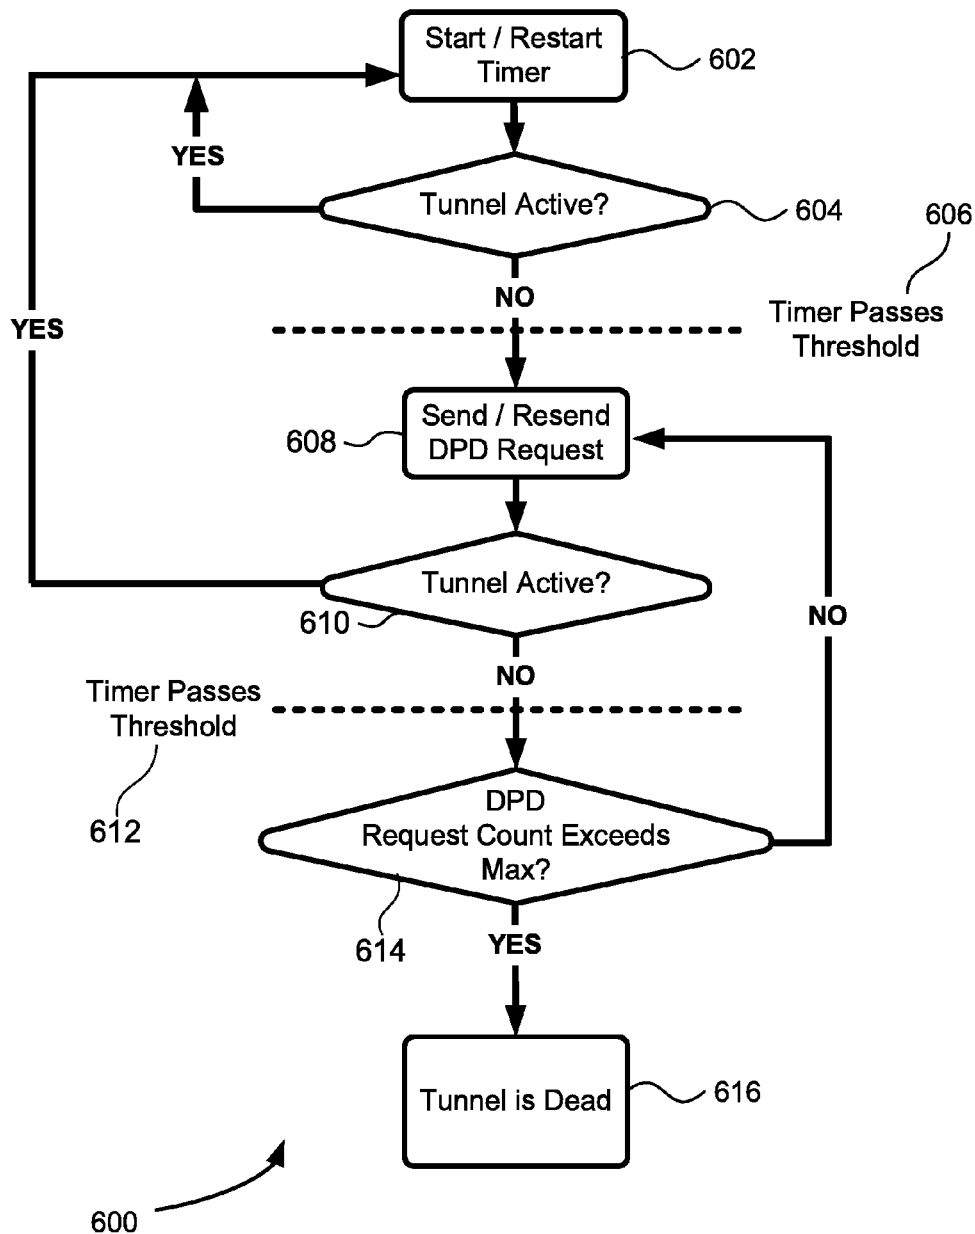 Start / Restart
Timer
602
YES
Tunnel Active?
604
606
NO
Timer Passes
Threshold
YES
Send / Resend
DPD Request
608
Tunnel Active?
610
NO
NO
Timer Passes
Threshold
612
DPD
Request Count Exceeds
Max?
614
YES
Tunnel is Dead
616
600